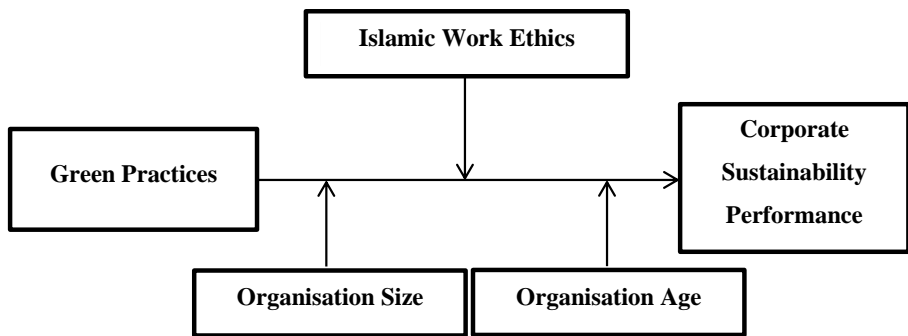 Islamic Work Ethics
Green Practices
Corporate
Sustainability
Performance
Organisation Size
Organisation Age